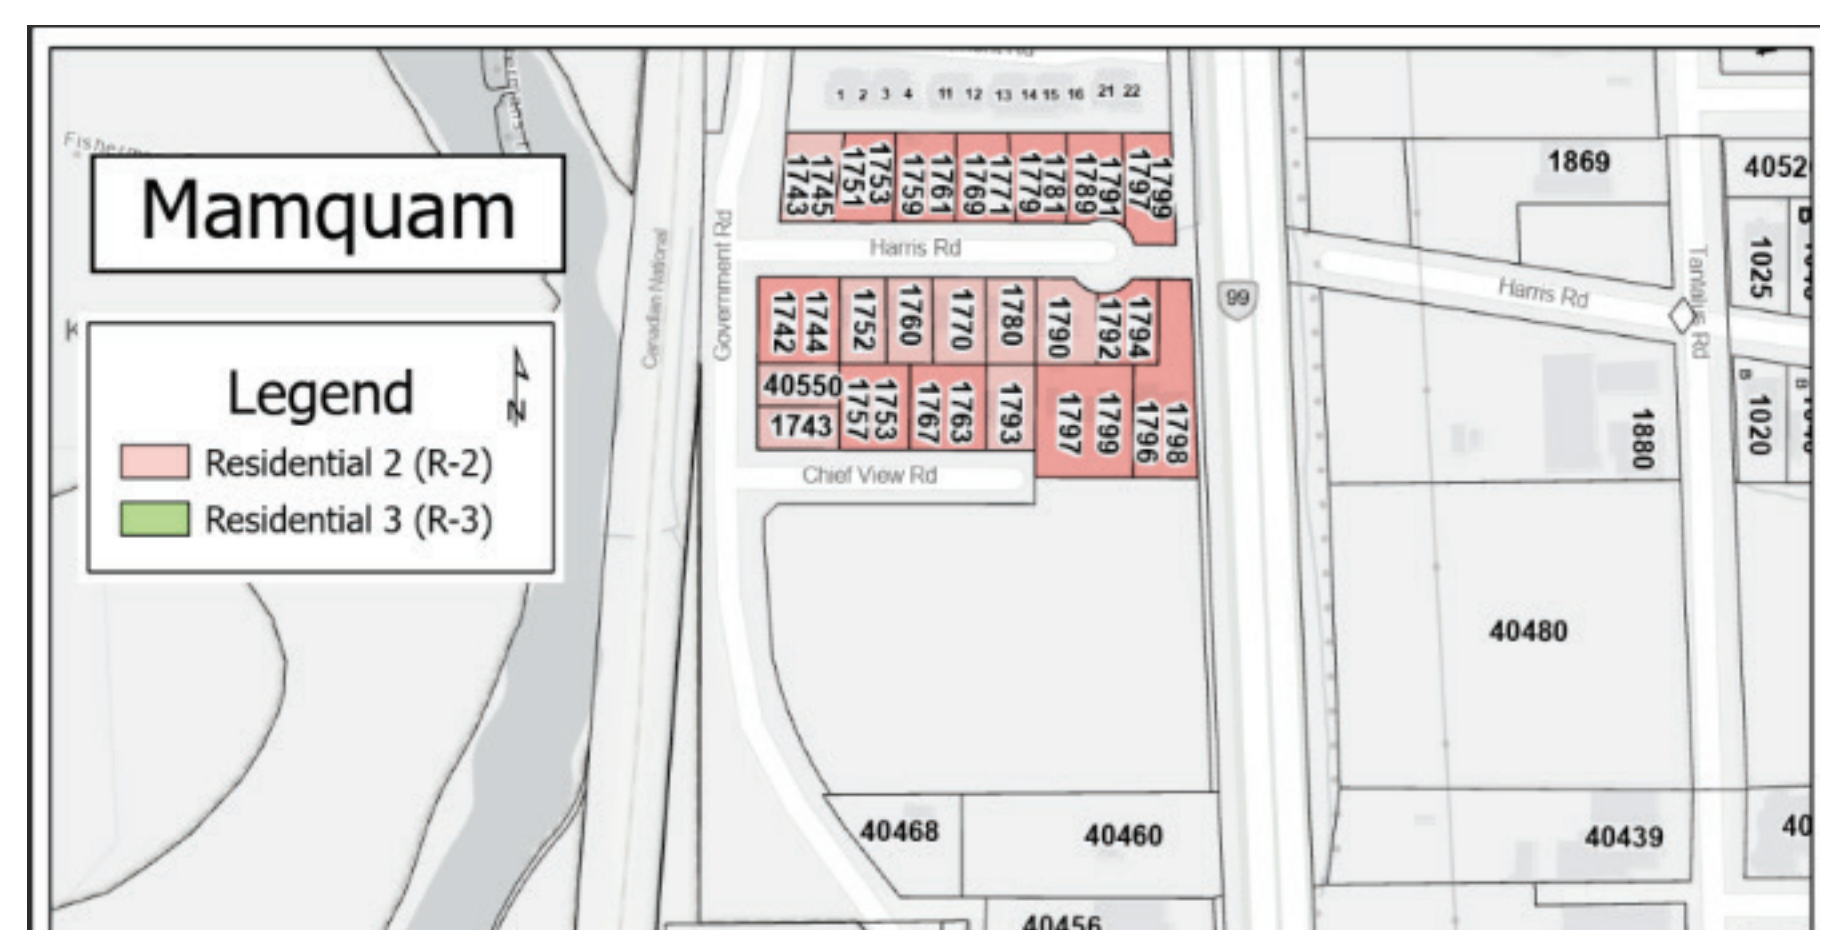 1 2 3 4 11 12 13 14 15 16 21 22
Mamquam
Legend
N
Residential 2 (R-2)
Residential 3 (R-3)
Canadian National
Government Rd
1743 1745 1751 1753 1759 1761 1769 1771 1779 1781 1789 1791 1797 1799
Harris Rd
1742 1744 1752 1760 1770 1780 1790 1792 1794
40550 1757 1753 1767 1763 1793 1797 1799 1796 1798
1743
Chief View Rd
99
1869
Harris Rd
Tantalus Rd
1025
B
1880
B
1020
B
40480
40468
40460
40439
40456